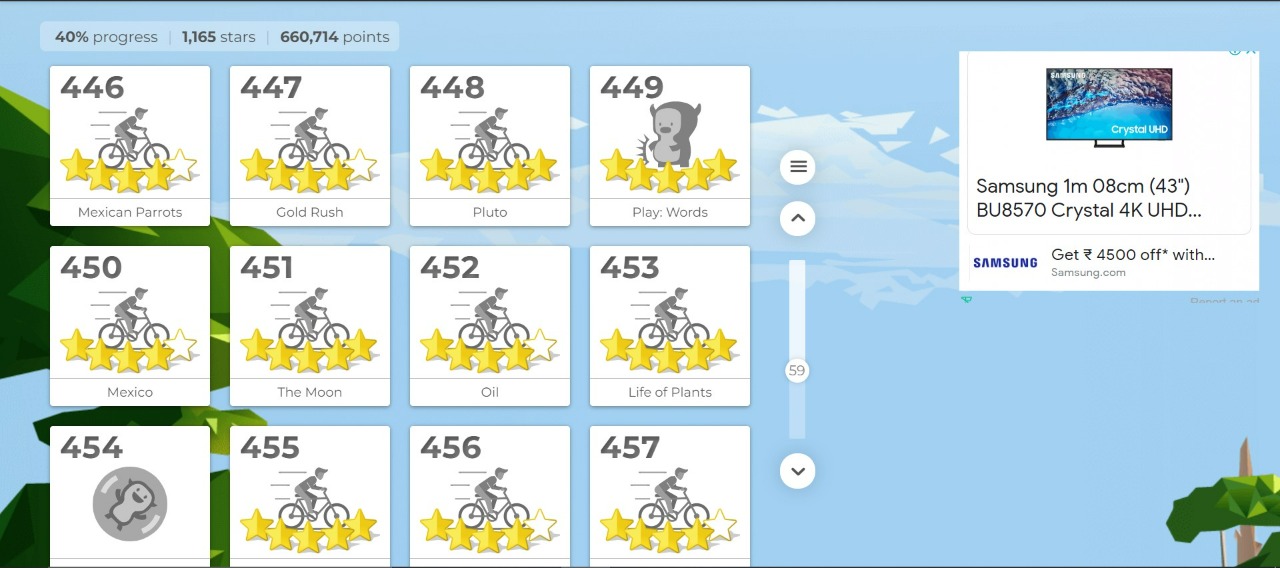 40% progress | 1,165 stars | 660,714 points
446 447 448 449
Mexican Parrots Gold Rush Pluto Play: Words
450 451 452 453
Mexico The Moon Oil Life of Plants
454 455 456 457
59
SAMSUNG
Crystal UHD
Samsung 1m 08cm (43")
BU8570 Crystal 4K UHD...
SAMSUNG
Get ₹ 4500 off* with...
Samsung.com
Report an ad